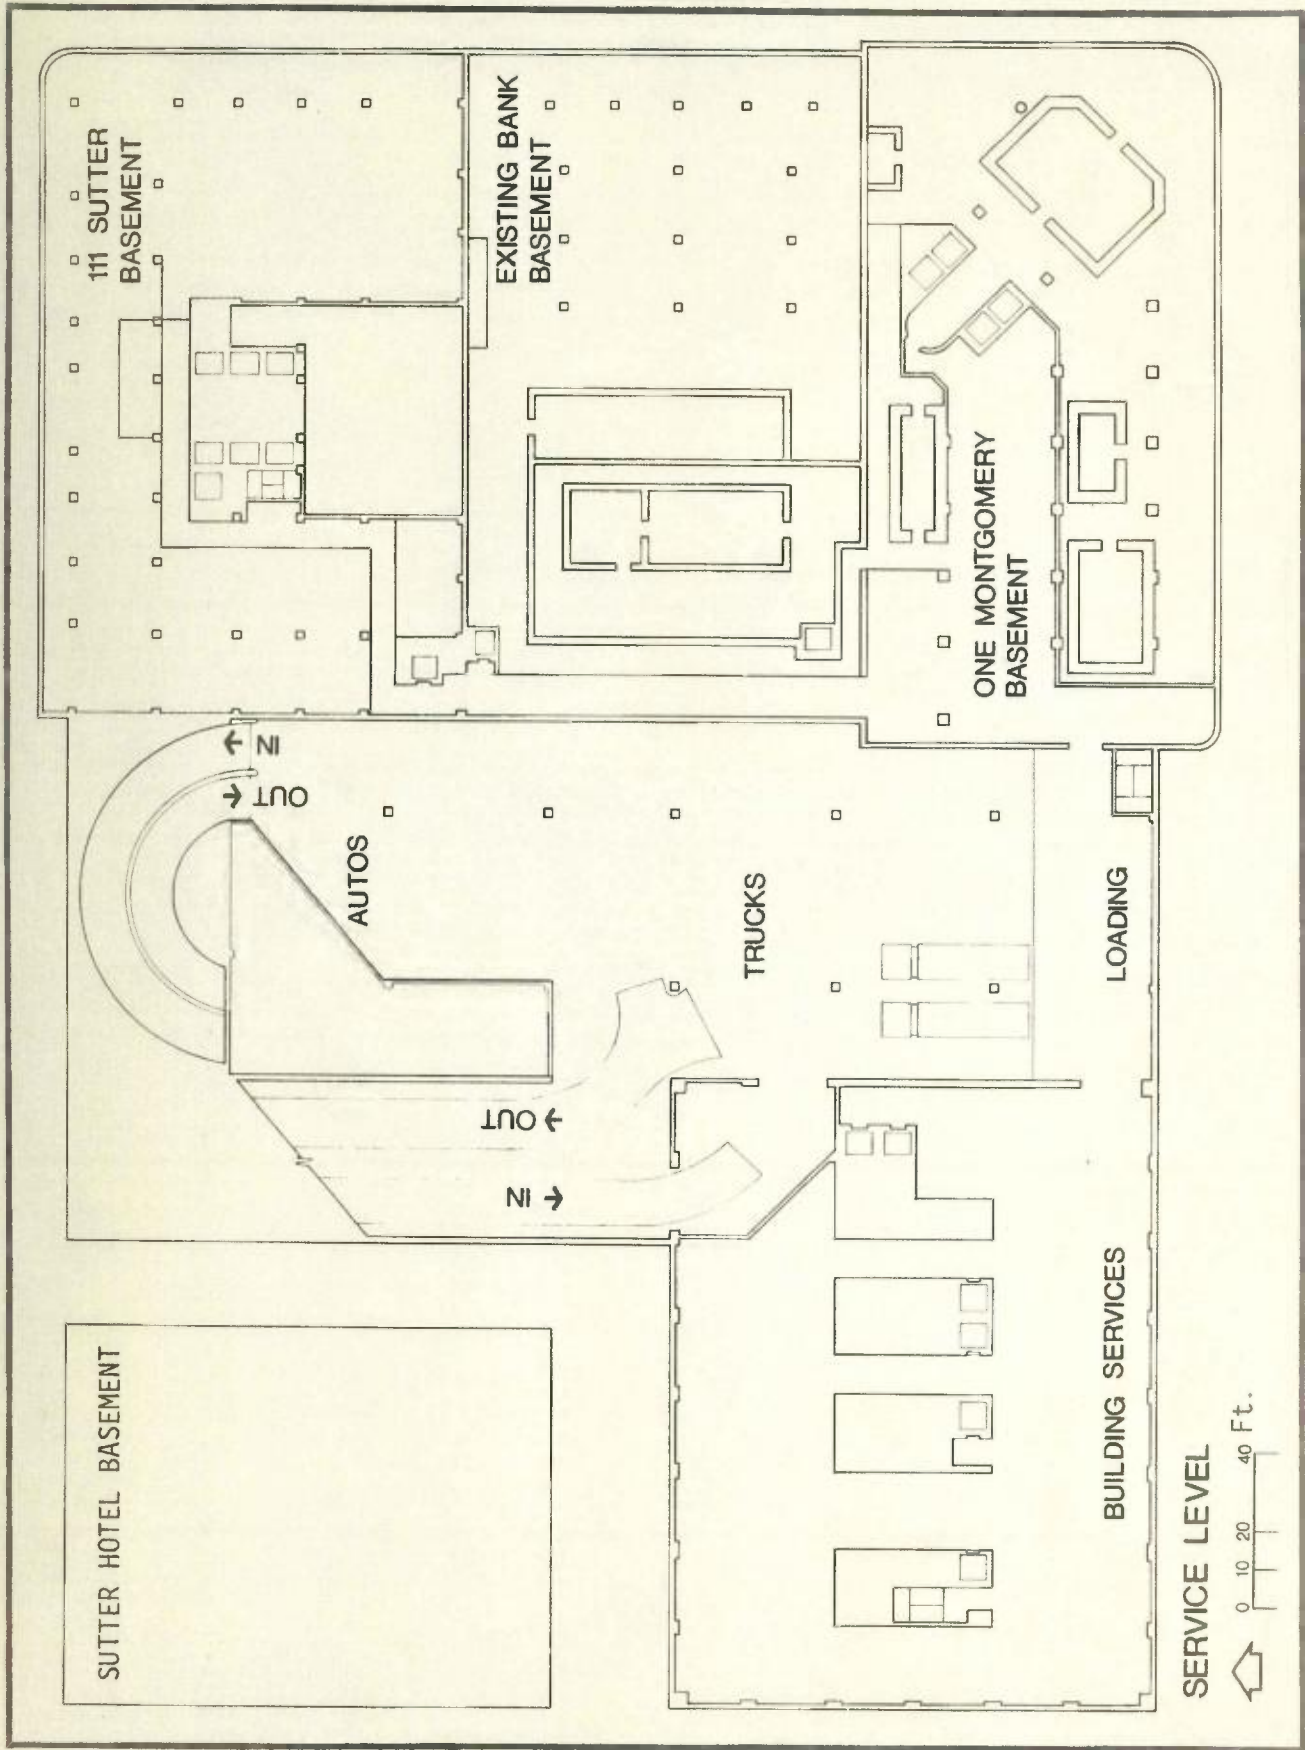 SUTTER HOTEL BASEMENT
111 SUTTER
BASEMENT
IN
OUT
AUTOS
OUT
IN
EXISTING BANK
BASEMENT
TRUCKS
ONE MONTGOMERY
BASEMENT
LOADING
BUILDING SERVICES
SERVICE LEVEL
0 10 20 40 Ft.